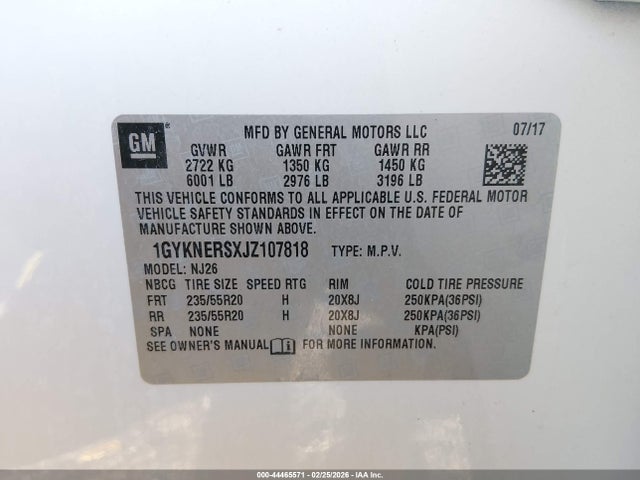 GM
MFD BY GENERAL MOTORS LLC 07/17
GVWR GAWR FRT GAWR RR
2722 KG 1350 KG 1450 KG
6001 LB 2976 LB 3196 LB
THIS VEHICLE CONFORMS TO ALL APPLICABLE U.S. FEDERAL MOTOR
VEHICLE SAFETY STANDARDS IN EFFECT ON THE DATE OF
MANUFACTURE SHOWN ABOVE.
1GYKNERSXJZ107818 TYPE: M.P.V.
MODEL: NJ26
NBCG TIRE SIZE SPEED RTG RIM COLD TIRE PRESSURE
FRT 235/55R20 H 20X8J 250KPA(36PSI)
RR 235/55R20 H 20X8J 250KPA(36PSI)
SPA NONE NONE KPA(PSI)
SEE OWNER'S MANUAL FOR MORE INFORMATION.
000-44465571 - 02/25/2026 - IAA, Inc.